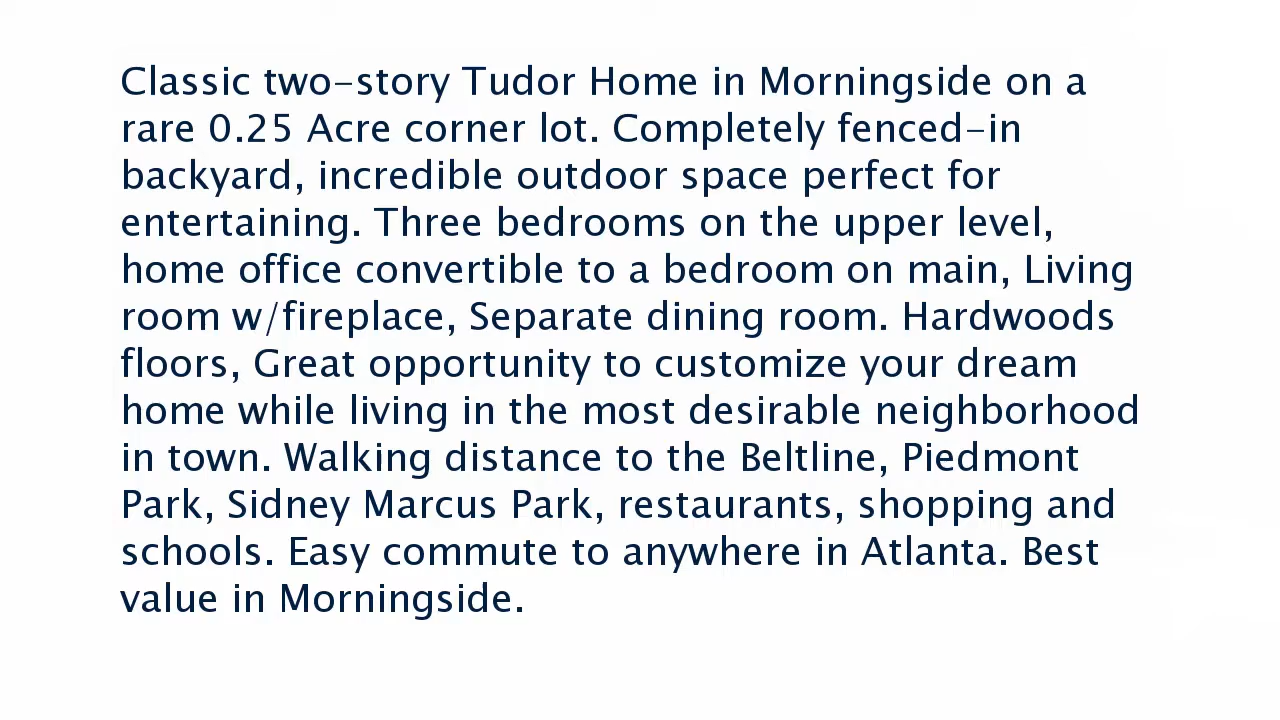 Classic two-story Tudor Home in Morningside on a
rare 0.25 Acre corner lot. Completely fenced-in
backyard, incredible outdoor space perfect for
entertaining. Three bedrooms on the upper level,
home office convertible to a bedroom on main, Living
room w/fireplace, Separate dining room. Hardwoods
floors, Great opportunity to customize your dream
home while living in the most desirable neighborhood
in town. Walking distance to the Beltline, Piedmont
Park, Sidney Marcus Park, restaurants, shopping and
schools. Easy commute to anywhere in Atlanta. Best
value in Morningside.